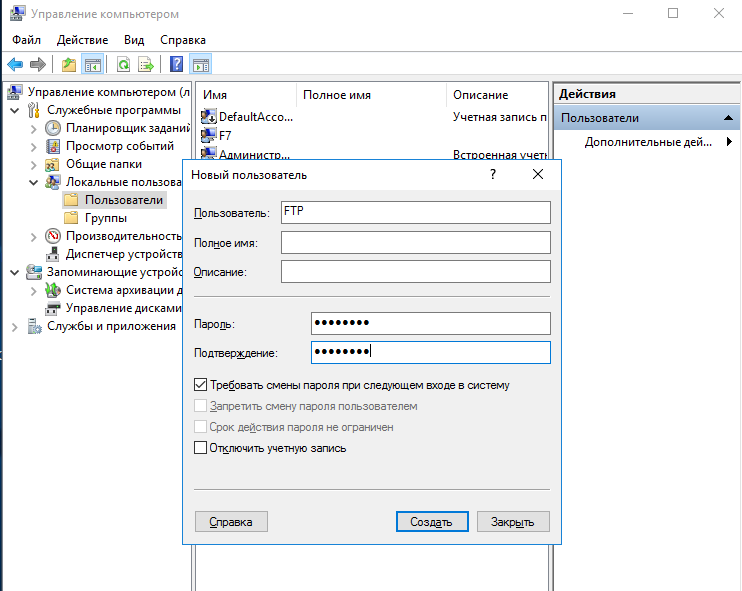 Управление компьютером
Файл Действие Вид Справка
Управление компьютером (л
Служебные программы
Планировщик заданий
Просмотр событий
Общие папки
Локальные пользова
Пользователи
Группы
Производительность
Диспетчер устройств
Запоминающие устройс
Система архивации д
Управление дисками
Службы и приложения
Имя Полное имя Описание
DefaultAcco... Учетная запись п
F7
Администр... Встроенная учетн
Действия
Пользователи
Дополнительные дей...
Новый пользователь ?
Пользователь: FTP
Полное имя:
Описание:
Пароль: ●●●●●●●●
Подтверждение: ●●●●●●●●
Требовать смены пароля при следующем входе в систему
Запретить смену пароля пользователем
Срок действия пароля не ограничен
Отключить учетную запись
Справка Создать Закрыть